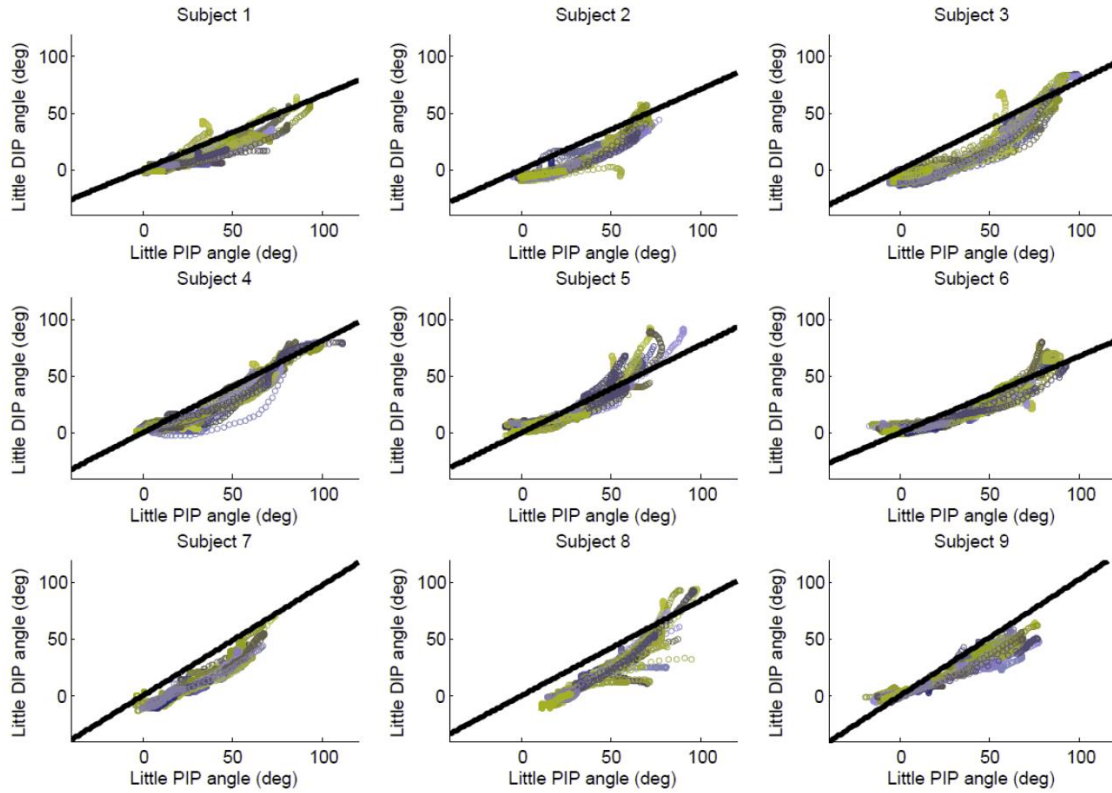 Subject 1
Subject 2
Subject 3
100
50
0
Little DIP angle (deg)
0
50
100
Little PIP angle (deg)
100
50
0
Little DIP angle (deg)
0
50
100
Little PIP angle (deg)
100
50
0
Little DIP angle (deg)
0
50
100
Little PIP angle (deg)
Subject 4
Subject 5
Subject 6
100
50
0
Little DIP angle (deg)
0
50
100
Little PIP angle (deg)
100
50
0
Little DIP angle (deg)
0
50
100
Little PIP angle (deg)
100
50
0
Little DIP angle (deg)
0
50
100
Little PIP angle (deg)
Subject 7
Subject 8
Subject 9
100
50
0
Little DIP angle (deg)
0
50
100
Little PIP angle (deg)
100
50
0
Little DIP angle (deg)
0
50
100
Little PIP angle (deg)
100
50
0
Little DIP angle (deg)
0
50
100
Little PIP angle (deg)